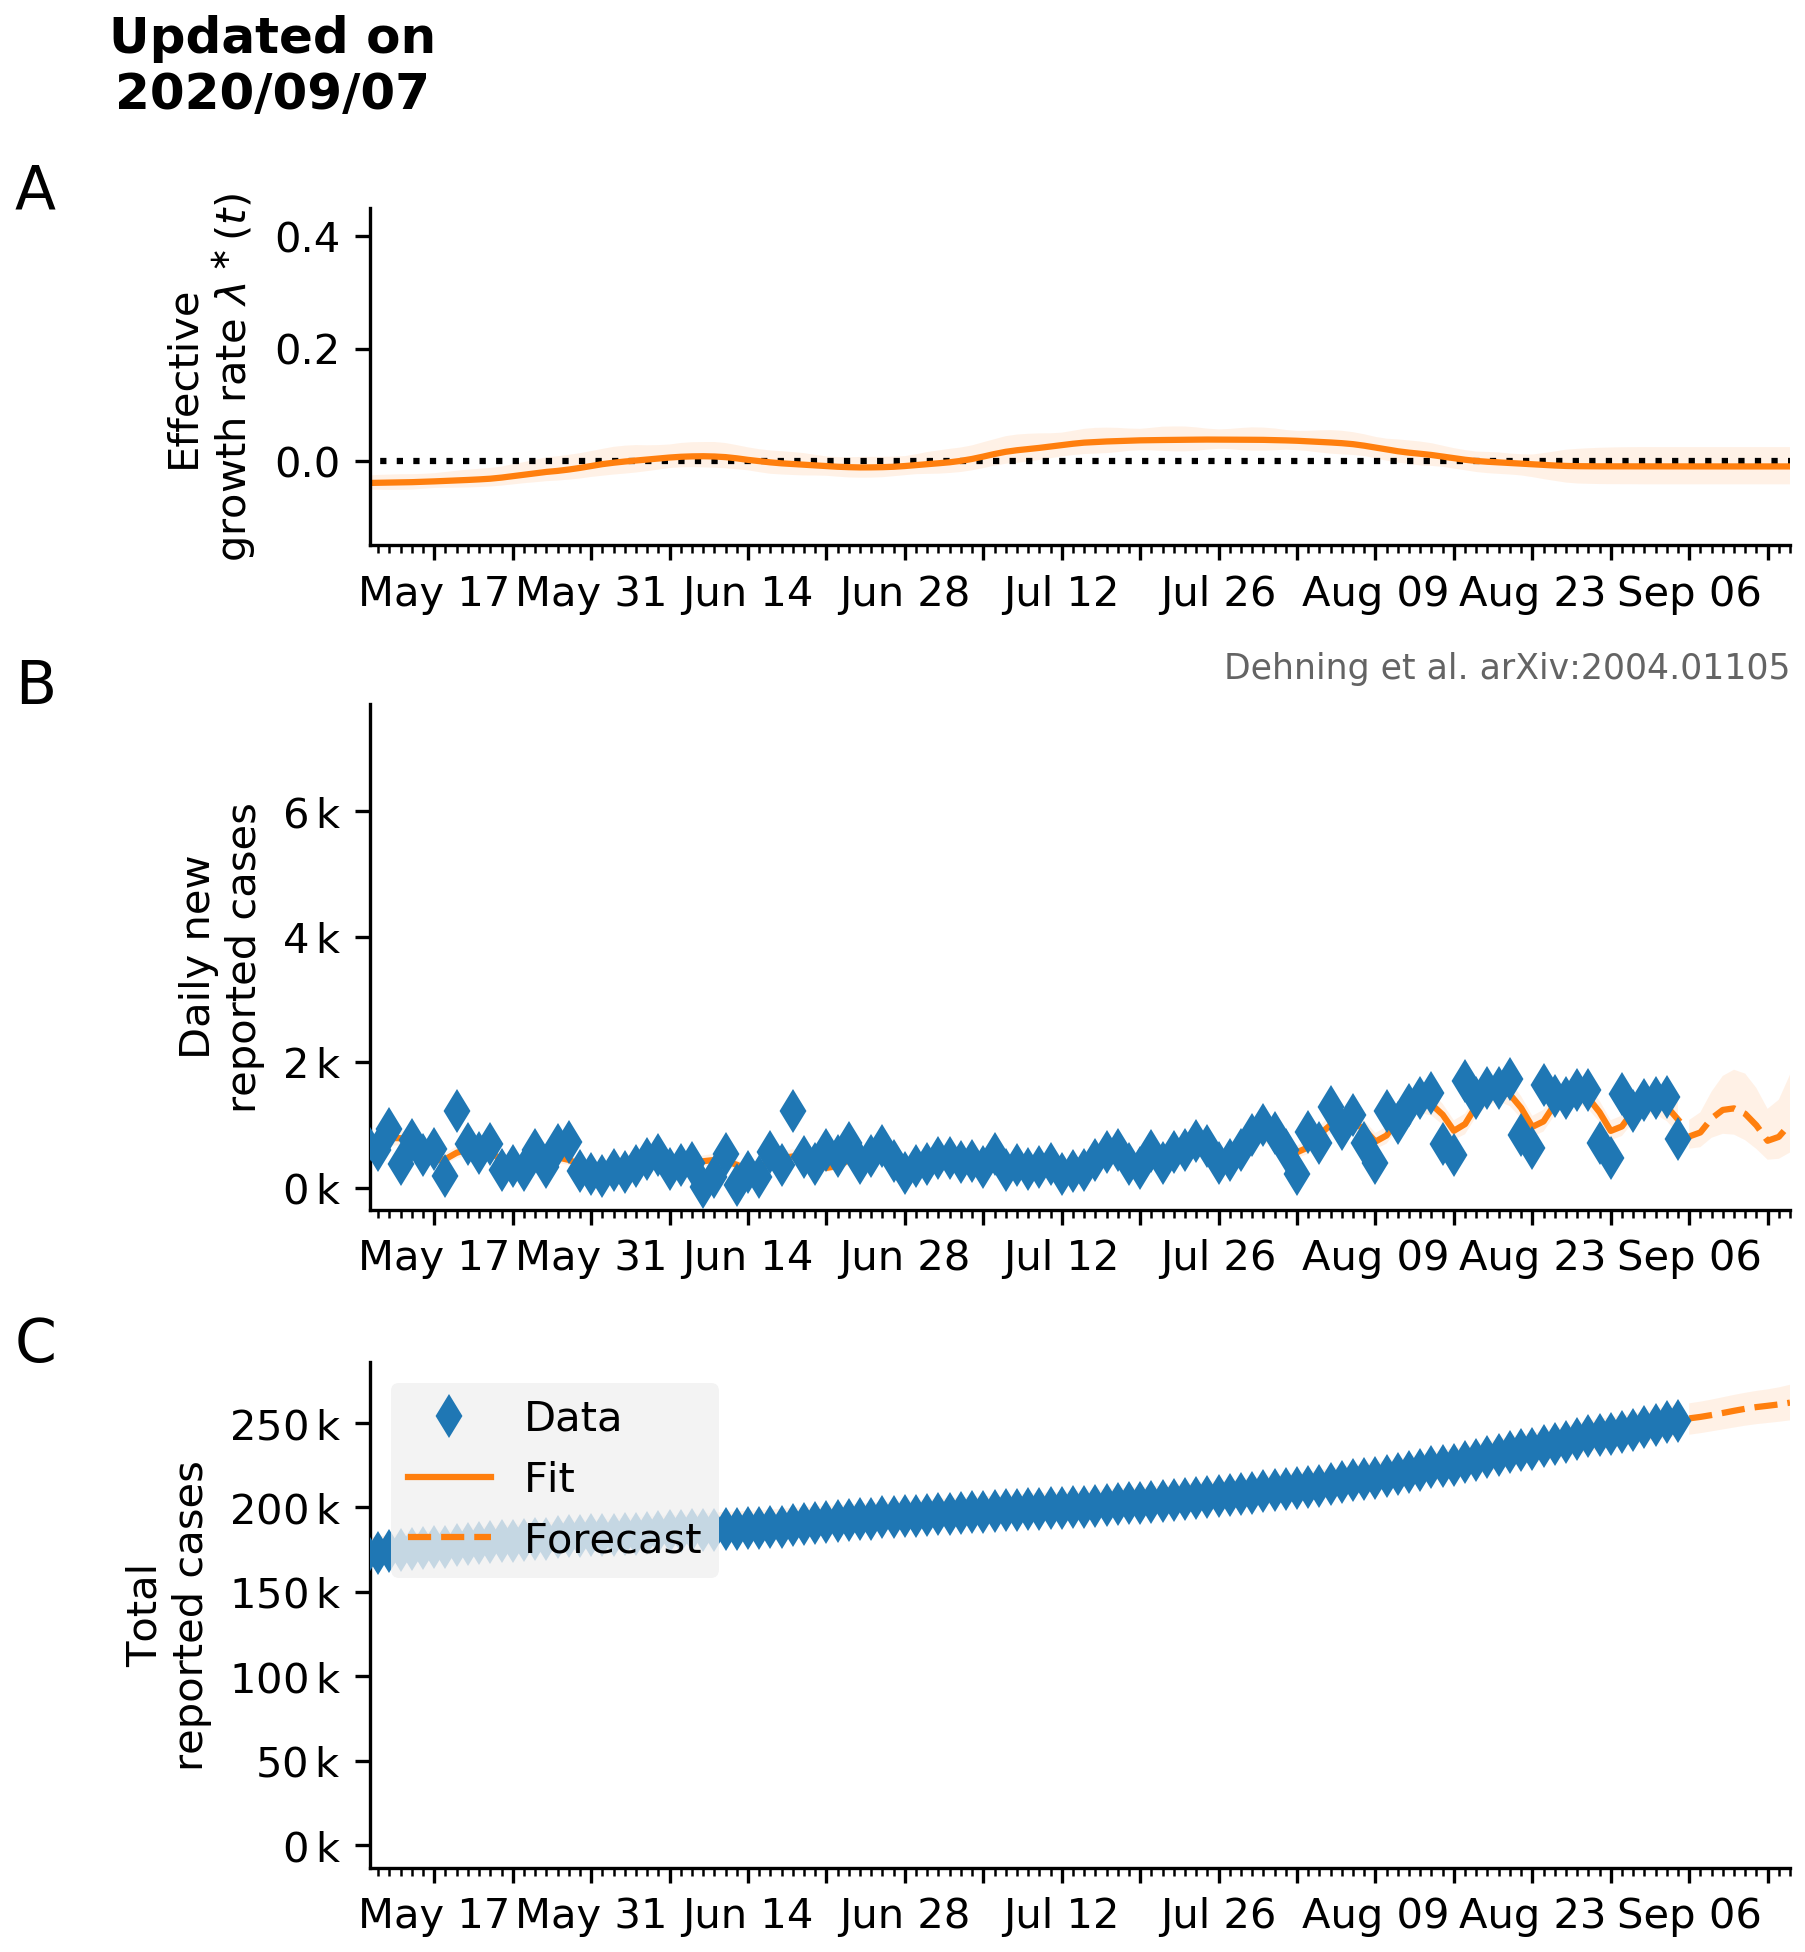 Updated on
2020/09/07
A
Effective
growth rate λ * (t)
0.4
0.2
0.0
May 17 May 31 Jun 14 Jun 28 Jul 12 Jul 26 Aug 09 Aug 23 Sep 06
Dehning et al. arXiv:2004.01105
B
Daily new
reported cases
6 k
4 k
2 k
0 k
May 17 May 31 Jun 14 Jun 28 Jul 12 Jul 26 Aug 09 Aug 23 Sep 06
C
Total
reported cases
250 k
200 k
150 k
100 k
50 k
0 k
Data
Fit
Forecast
May 17 May 31 Jun 14 Jun 28 Jul 12 Jul 26 Aug 09 Aug 23 Sep 06